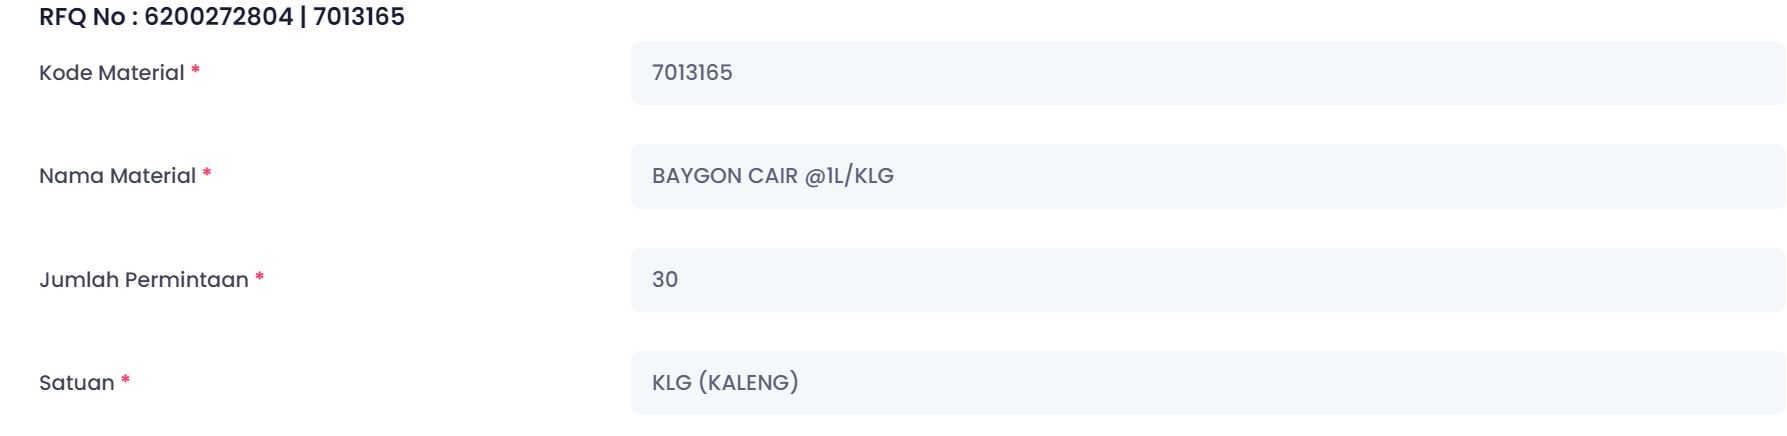 RFQ No : 6200272804 | 7013165
Kode Material * 7013165
Nama Material * BAYGON CAIR @1L/KLG
Jumlah Permintaan * 30
Satuan * KLG (KALENG)